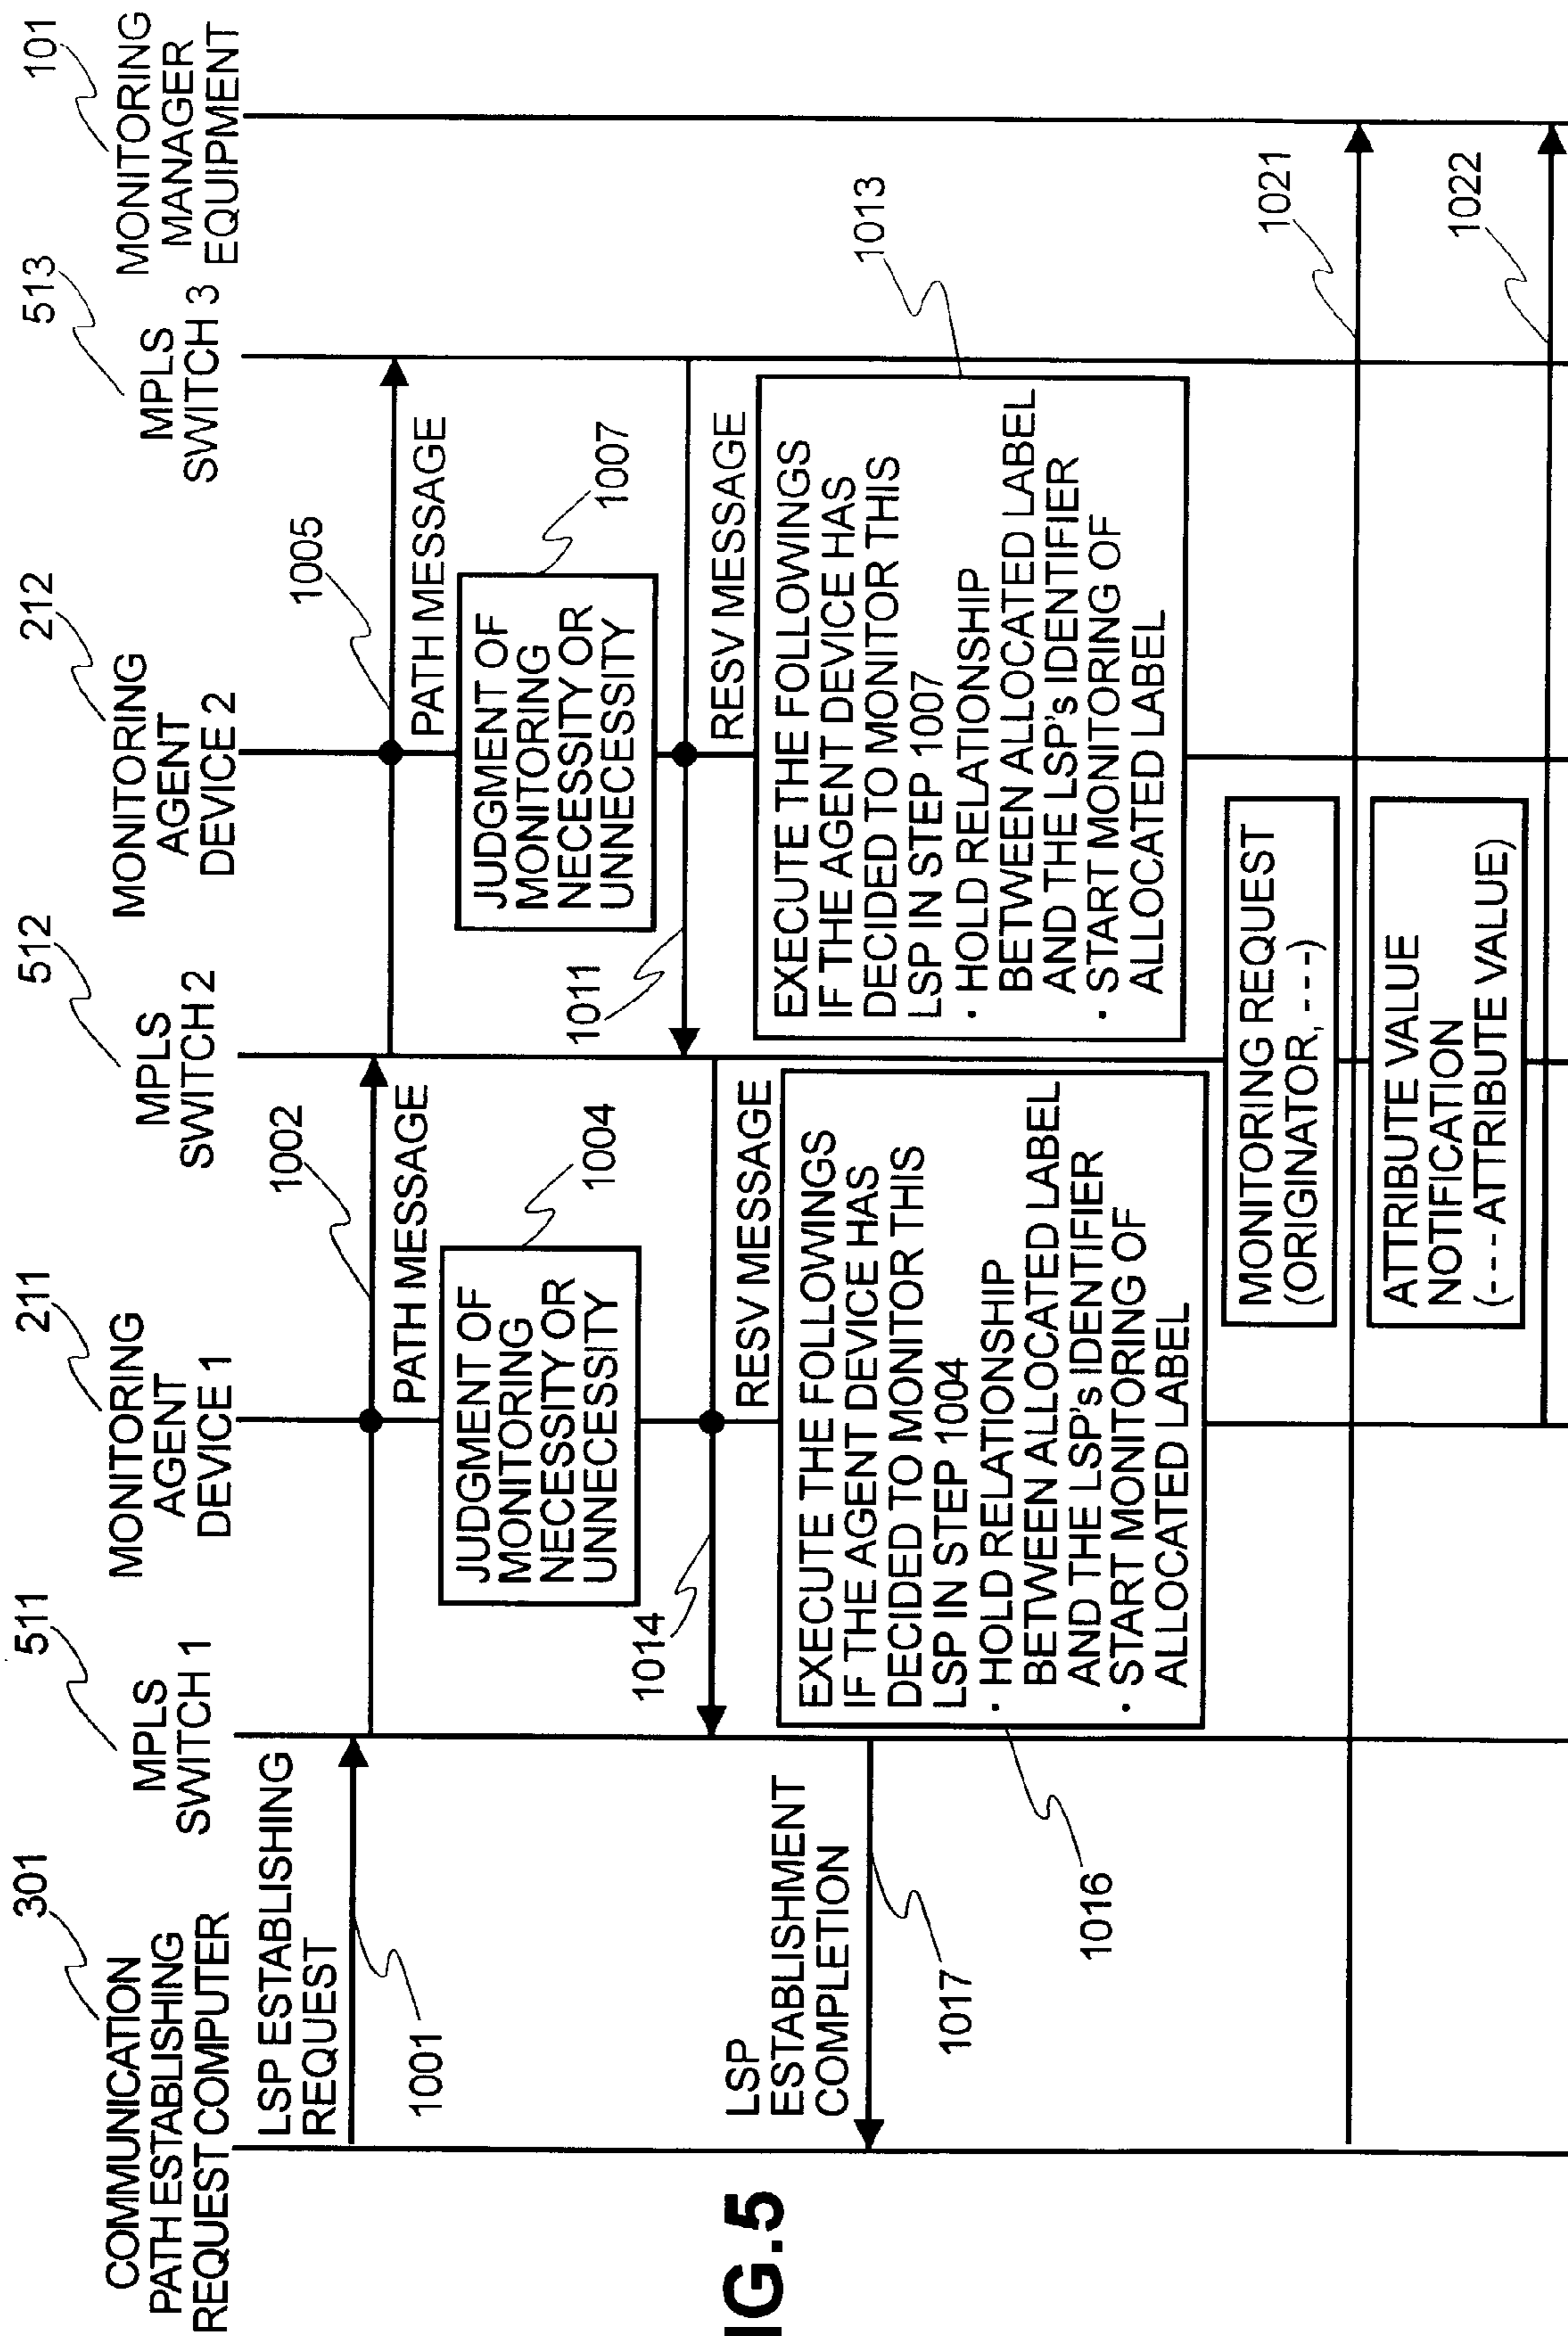 301
COMMUNICATION
PATH ESTABLISHING
REQUEST COMPUTER
511
MPLS
SWITCH 1
211
MONITORING
AGENT
DEVICE 1
512
MPLS
SWITCH 2
212
MONITORING
AGENT
DEVICE 2
513
MPLS
SWITCH 3
101
MONITORING
MANAGER
EQUIPMENT
LSP ESTABLISHING
REQUEST
1001
1002
PATH MESSAGE
1005
PATH MESSAGE
JUDGMENT OF
MONITORING
NECESSITY OR
UNNECESSITY
1004
JUDGMENT OF
MONITORING
NECESSITY OR
UNNECESSITY
1007
1011
RESV MESSAGE
1014
RESV MESSAGE
EXECUTE THE FOLLOWINGS
IF THE AGENT DEVICE HAS
DECIDED TO MONITOR THIS
LSP IN STEP 1007
· HOLD RELATIONSHIP
BETWEEN ALLOCATED LABEL
AND THE LSP's IDENTIFIER
· START MONITORING OF
ALLOCATED LABEL
1013
EXECUTE THE FOLLOWINGS
IF THE AGENT DEVICE HAS
DECIDED TO MONITOR THIS
LSP IN STEP 1004
· HOLD RELATIONSHIP
BETWEEN ALLOCATED LABEL
AND THE LSP's IDENTIFIER
· START MONITORING OF
ALLOCATED LABEL
1016
LSP
ESTABLISHMENT
COMPLETION
1017
MONITORING REQUEST
(ORIGINATOR, ---)
1021
ATTRIBUTE VALUE
NOTIFICATION
(--- ATTRIBUTE VALUE)
1022
IG.5